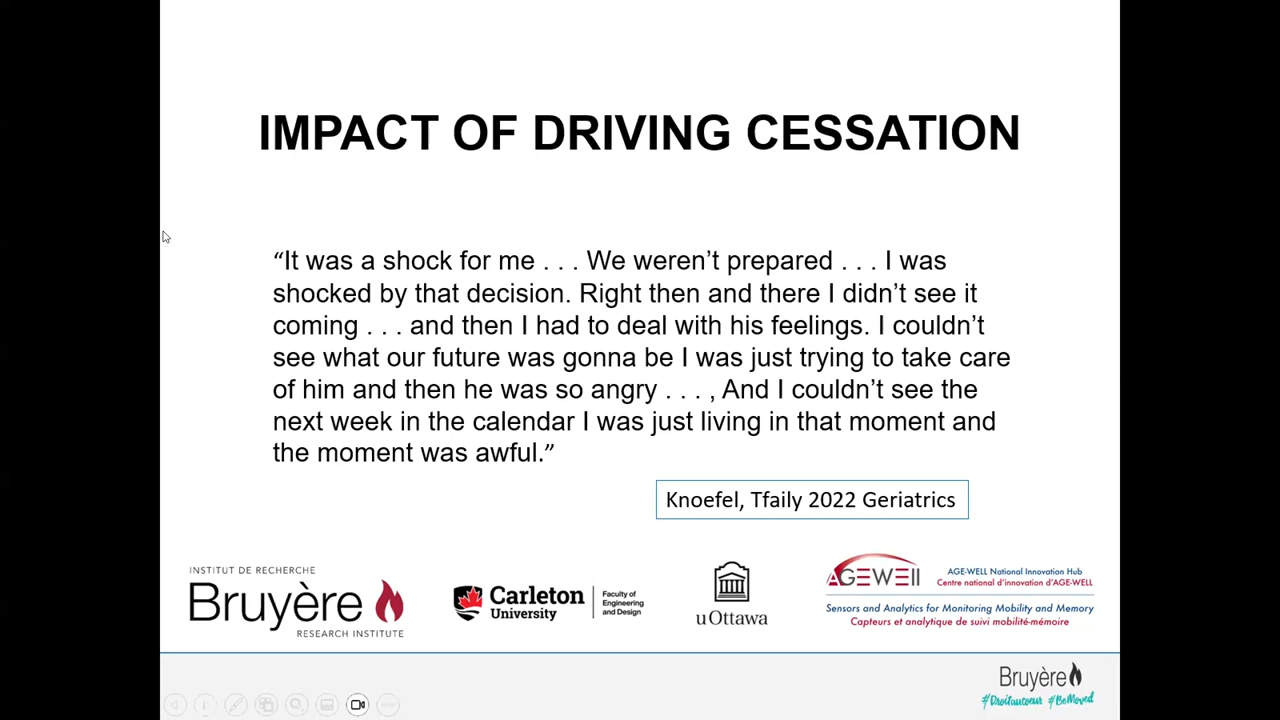 IMPACT OF DRIVING CESSATION
“It was a shock for me . . . We weren’t prepared . . . I was
shocked by that decision. Right then and there I didn’t see it
coming . . . and then I had to deal with his feelings. I couldn’t
see what our future was gonna be I was just trying to take care
of him and then he was so angry . . . , And I couldn’t see the
next week in the calendar I was just living in that moment and
the moment was awful.”
Knoefel, Tfaily 2022 Geriatrics
INSTITUT DE RECHERCHE
Bruyère
RESEARCH INSTITUTE
Carleton
University
Faculty of
Engineering
and Design
uOttawa
AGEWELL
AGE-WELL National Innovation Hub
Centre national d’innovation d’AGE-WELL
Sensors and Analytics for Monitoring Mobility and Memory
Capteurs et analytique de suivi mobilité-mémoire
Bruyère
#Droitaucoeur #BeMoved